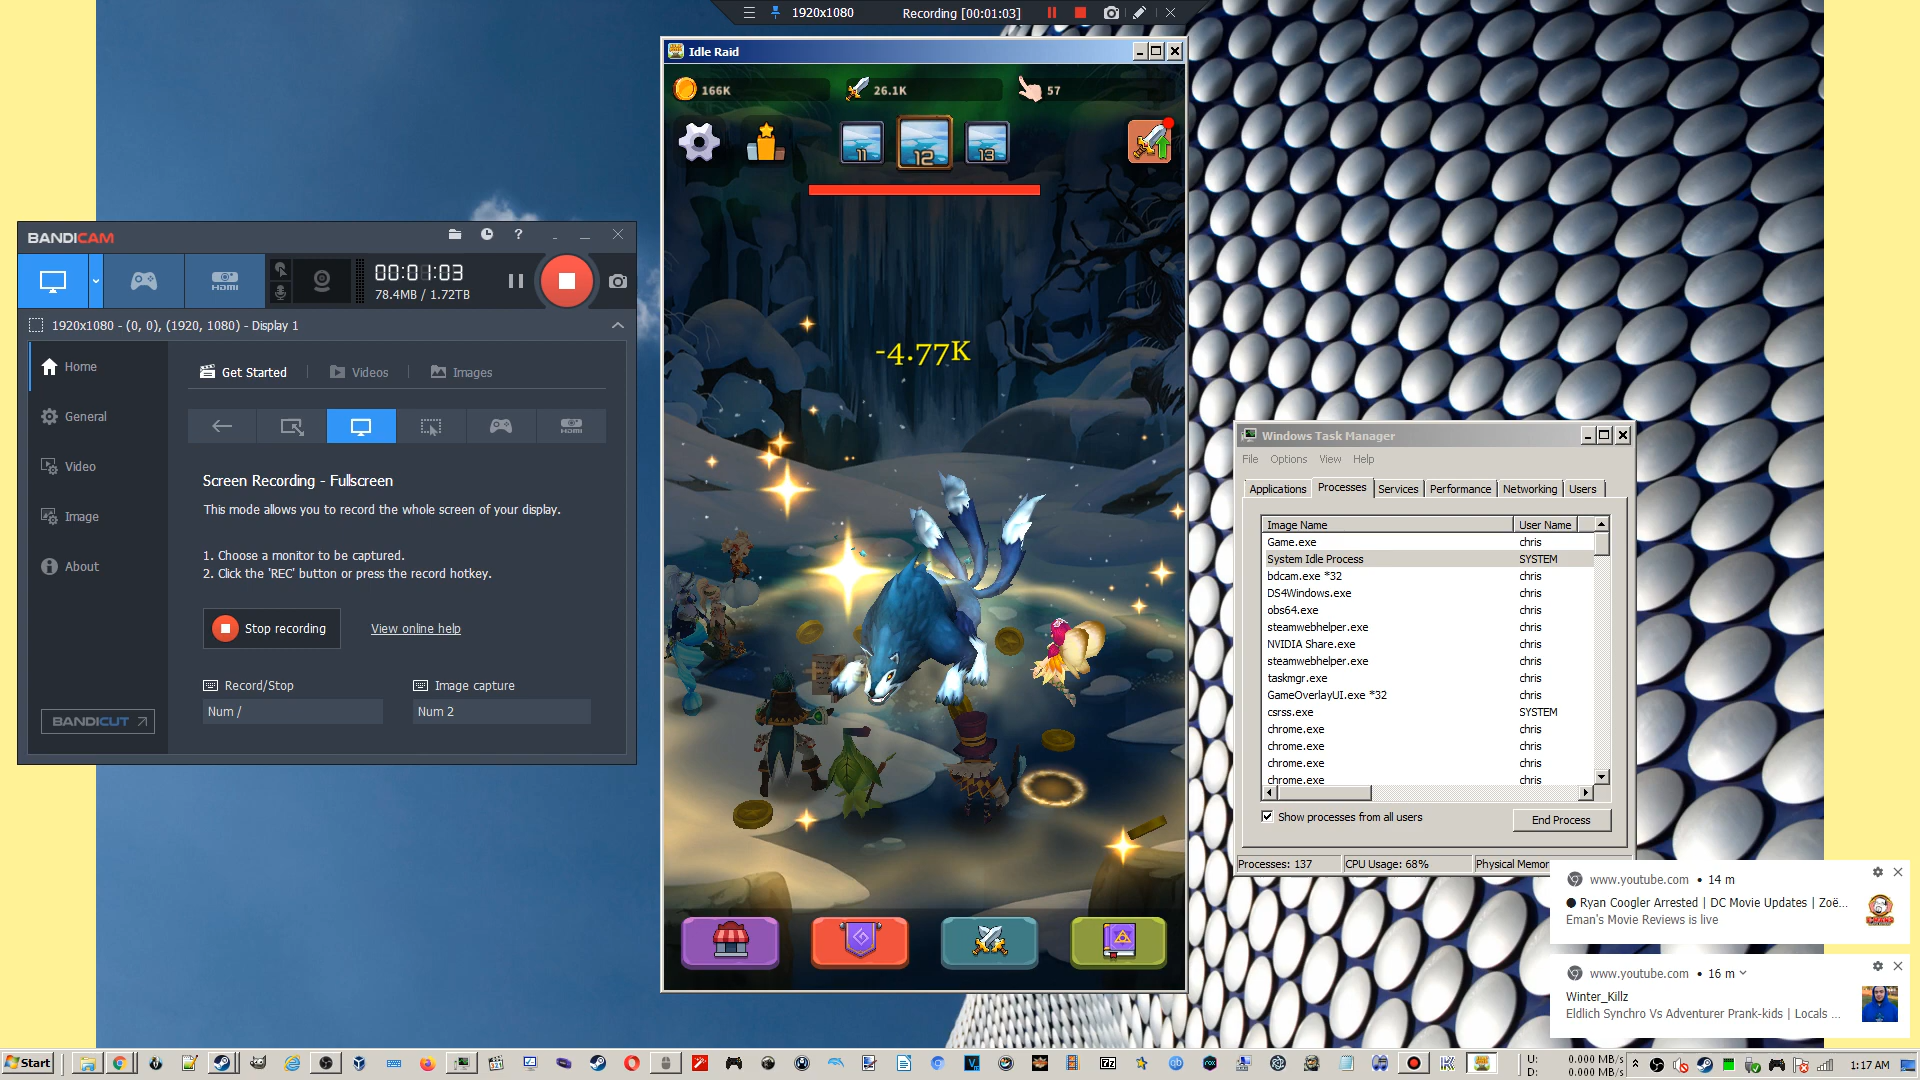 1920x1080
Recording [00:01:03]
Idle Raid
166K
26.1K
57
11
12
13
-4.77K
BANDICAM
?
HDMI
00:01:03
78.4MB / 1.72TB
1920x1080 - (0, 0), (1920, 1080) - Display 1
Home
General
Video
Image
About
BANDICUT
Get Started
Videos
Images
HDMI
Screen Recording - Fullscreen
This mode allows you to record the whole screen of your display.
1. Choose a monitor to be captured.
2. Click the 'REC' button or press the record hotkey.
Stop recording
View online help
Record/Stop
Image capture
Num /
Num 2
Windows Task Manager
File Options View Help
Applications Processes Services Performance Networking Users
Image Name User Name
Game.exe chris
System Idle Process SYSTEM
bdcam.exe *32 chris
DS4Windows.exe chris
obs64.exe chris
steamwebhelper.exe chris
NVIDIA Share.exe chris
steamwebhelper.exe chris
taskmgr.exe chris
GameOverlayUI.exe *32 chris
csrss.exe SYSTEM
chrome.exe chris
chrome.exe chris
chrome.exe chris
chrome.exe chris
Show processes from all users
End Process
Processes: 137 CPU Usage: 68% Physical Memor
www.youtube.com • 14 m
Ryan Coogler Arrested | DC Movie Updates | Zoë...
Eman's Movie Reviews is live
www.youtube.com • 16 m
Winter_Killz
Eldlich Synchro Vs Adventurer Prank-kids | Locals ...
Start
U: 0.000 MB/s
D: 0.000 MB/s
1:17 AM